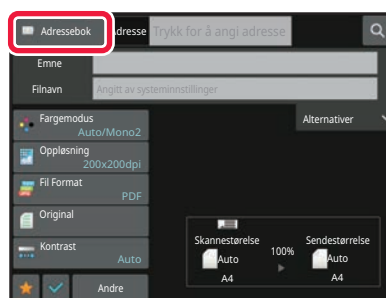 Adressebok Adresse Trykk for å angi adresse
Emne
Filnavn Angitt av systeminnstillinger
Fargemodus
Auto/Mono2
Alternativer
Oppløsning
200x200dpi
Fil Format
PDF
Original
Kontrast
Auto
Skannestørelse 100% Sendestørrelse
Auto Auto
A4 A4
Andre